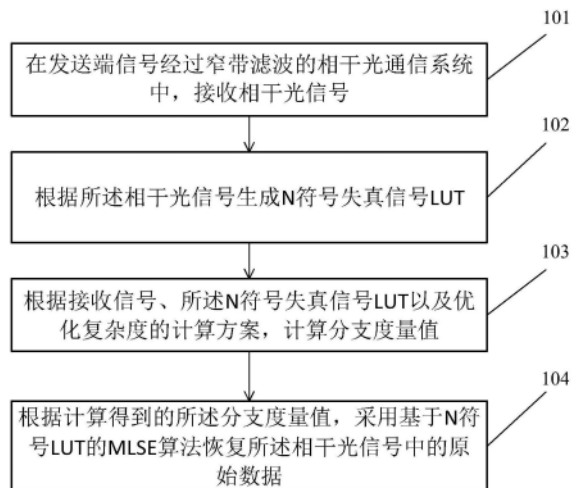 101
在发送端信号经过窄带滤波的相干光通信系统
中，接收相干光信号
102
根据所述相干光信号生成N符号失真信号LUT
103
根据接收信号、所述N符号失真信号LUT以及优
化复杂度的计算方案，计算分支度量值
104
根据计算得到的所述分支度量值，采用基于N符
号LUT的MLSE算法恢复所述相干光信号中的原
始数据